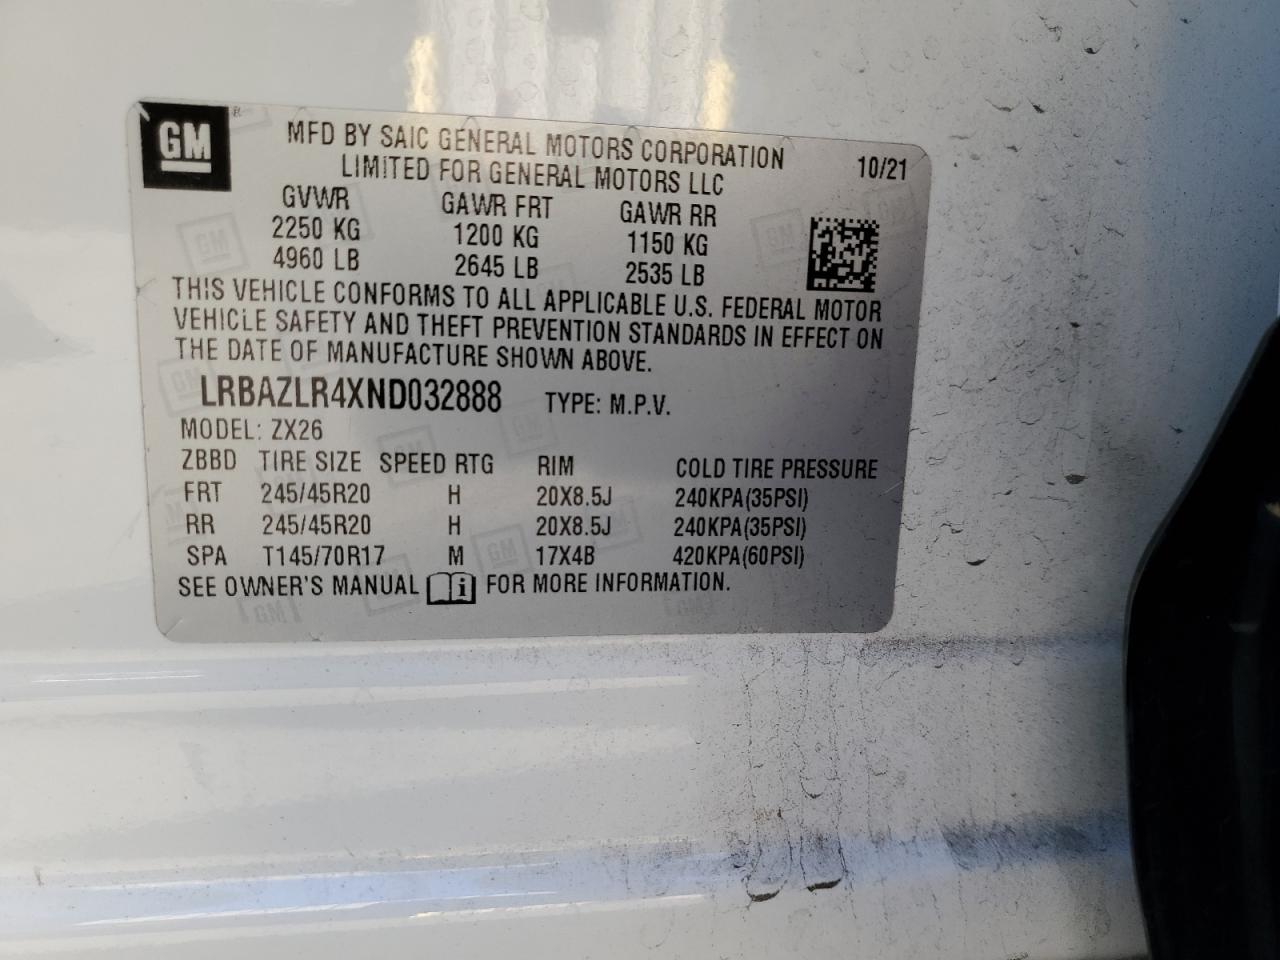 GM
MFD BY SAIC GENERAL MOTORS CORPORATION 10/21
LIMITED FOR GENERAL MOTORS LLC
GVWR GAWR FRT GAWR RR
2250 KG 1200 KG 1150 KG
4960 LB 2645 LB 2535 LB
THIS VEHICLE CONFORMS TO ALL APPLICABLE U.S. FEDERAL MOTOR
VEHICLE SAFETY AND THEFT PREVENTION STANDARDS IN EFFECT ON
THE DATE OF MANUFACTURE SHOWN ABOVE.
LRBAZLR4XND032888 TYPE: M.P.V.
MODEL: ZX26
ZBBD TIRE SIZE SPEED RTG RIM COLD TIRE PRESSURE
FRT 245/45R20 H 20X8.5J 240KPA(35PSI)
RR 245/45R20 H 20X8.5J 240KPA(35PSI)
SPA T145/70R17 M 17X4B 420KPA(60PSI)
SEE OWNER'S MANUAL FOR MORE INFORMATION.